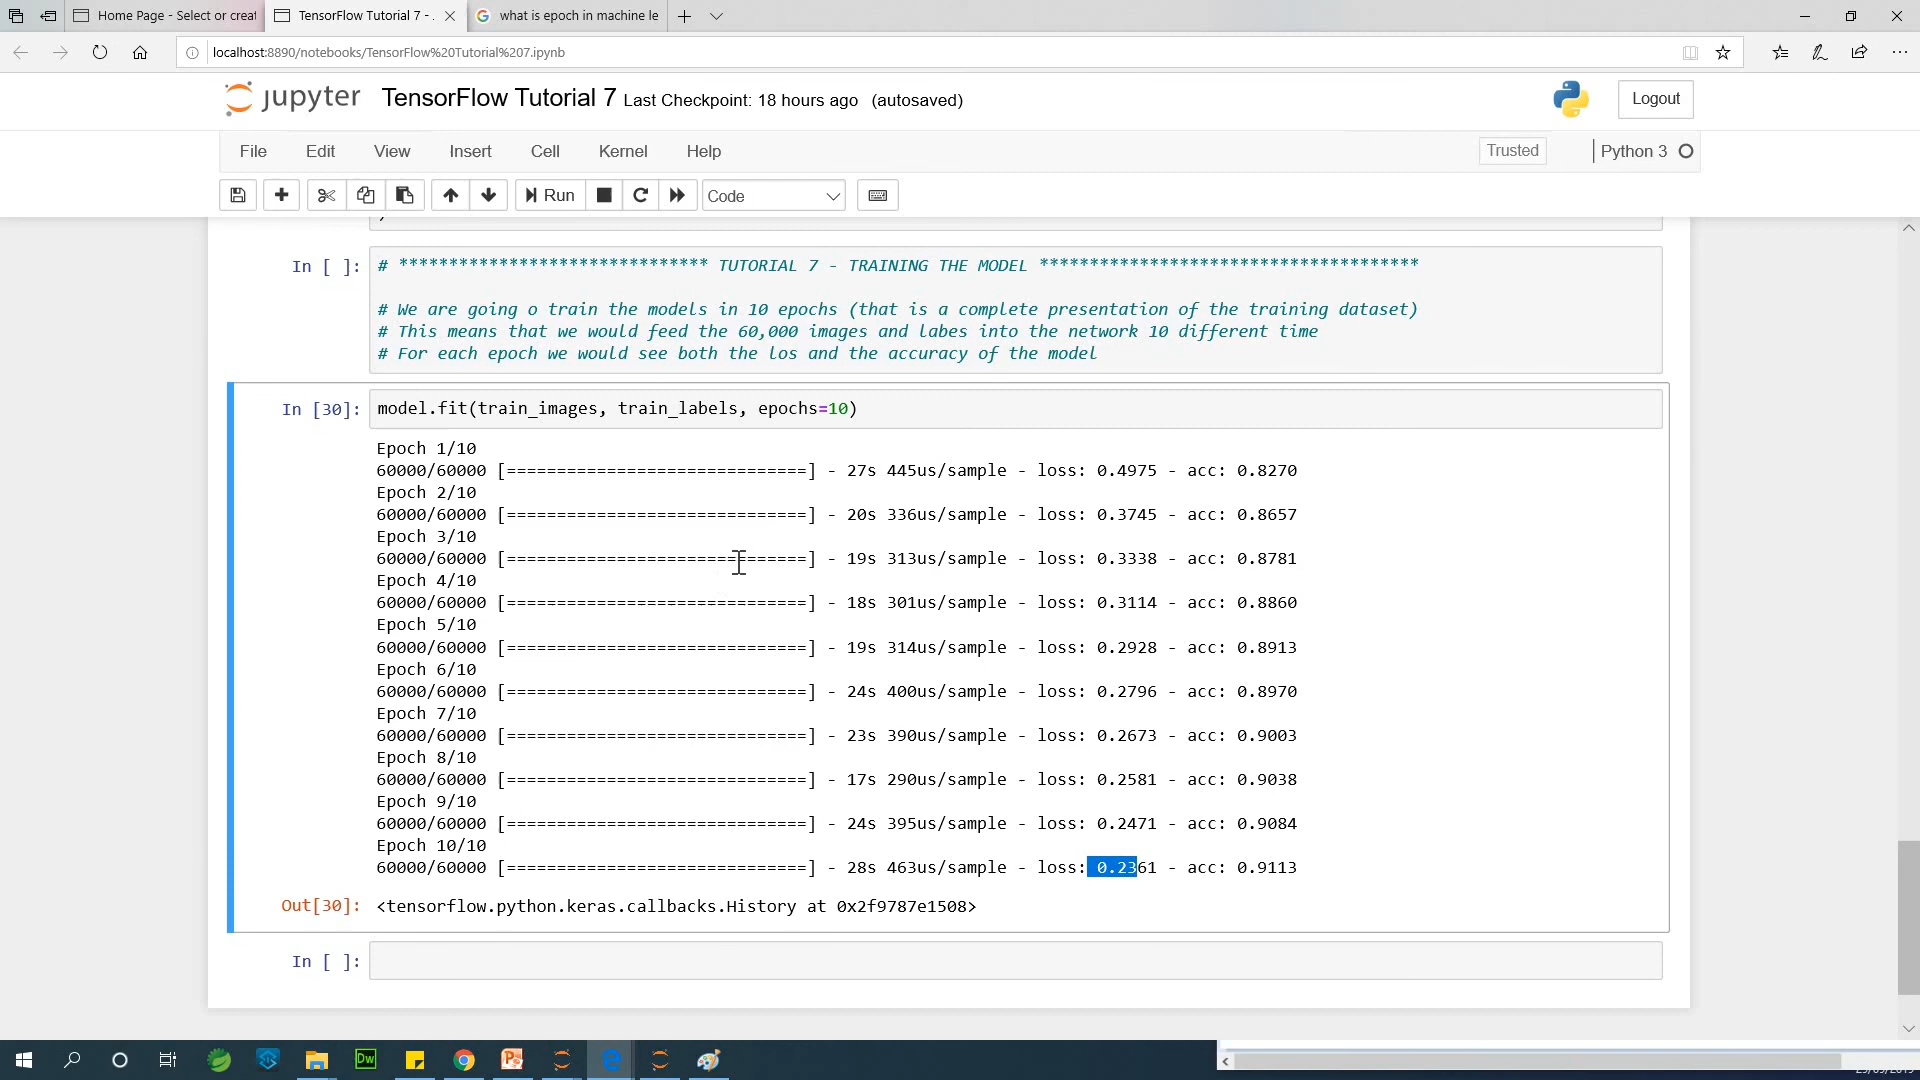 Home Page - Select or creat
TensorFlow Tutorial 7 - .
what is epoch in machine le
localhost:8890/notebooks/TensorFlow%20Tutorial%207.ipynb
jupyter TensorFlow Tutorial 7 Last Checkpoint: 18 hours ago (autosaved)
Logout
File Edit View Insert Cell Kernel Help
Trusted
Python 3
Run
Code
In [ ]:
# ******************************* TUTORIAL 7 - TRAINING THE MODEL **************************************
# We are going o train the models in 10 epochs (that is a complete presentation of the training dataset)
# This means that we would feed the 60,000 images and labes into the network 10 different time
# For each epoch we would see both the los and the accuracy of the model
In [30]: model.fit(train_images, train_labels, epochs=10)
Epoch 1/10
60000/60000 [==============================] - 27s 445us/sample - loss: 0.4975 - acc: 0.8270
Epoch 2/10
60000/60000 [==============================] - 20s 336us/sample - loss: 0.3745 - acc: 0.8657
Epoch 3/10
60000/60000 [==============================] - 19s 313us/sample - loss: 0.3338 - acc: 0.8781
Epoch 4/10
60000/60000 [==============================] - 18s 301us/sample - loss: 0.3114 - acc: 0.8860
Epoch 5/10
60000/60000 [==============================] - 19s 314us/sample - loss: 0.2928 - acc: 0.8913
Epoch 6/10
60000/60000 [==============================] - 24s 400us/sample - loss: 0.2796 - acc: 0.8970
Epoch 7/10
60000/60000 [==============================] - 23s 390us/sample - loss: 0.2673 - acc: 0.9003
Epoch 8/10
60000/60000 [==============================] - 17s 290us/sample - loss: 0.2581 - acc: 0.9038
Epoch 9/10
60000/60000 [==============================] - 24s 395us/sample - loss: 0.2471 - acc: 0.9084
Epoch 10/10
60000/60000 [==============================] - 28s 463us/sample - loss: 0.2361 - acc: 0.9113
Out[30]: <tensorflow.python.keras.callbacks.History at 0x2f9787e1508>
In [ ]:
Dw